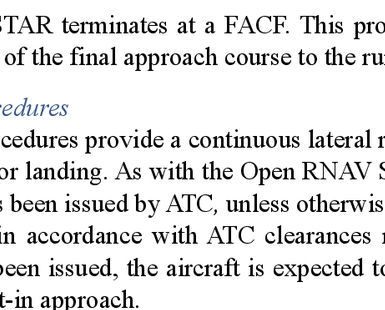 STAR terminates at a FACF. This pro
of the final approach course to the ru
cedures
cedures provide a continuous lateral r
or landing. As with the Open RNAV S
s been issued by ATC, unless otherwis
in accordance with ATC clearances r
been issued, the aircraft is expected to
t-in approach.